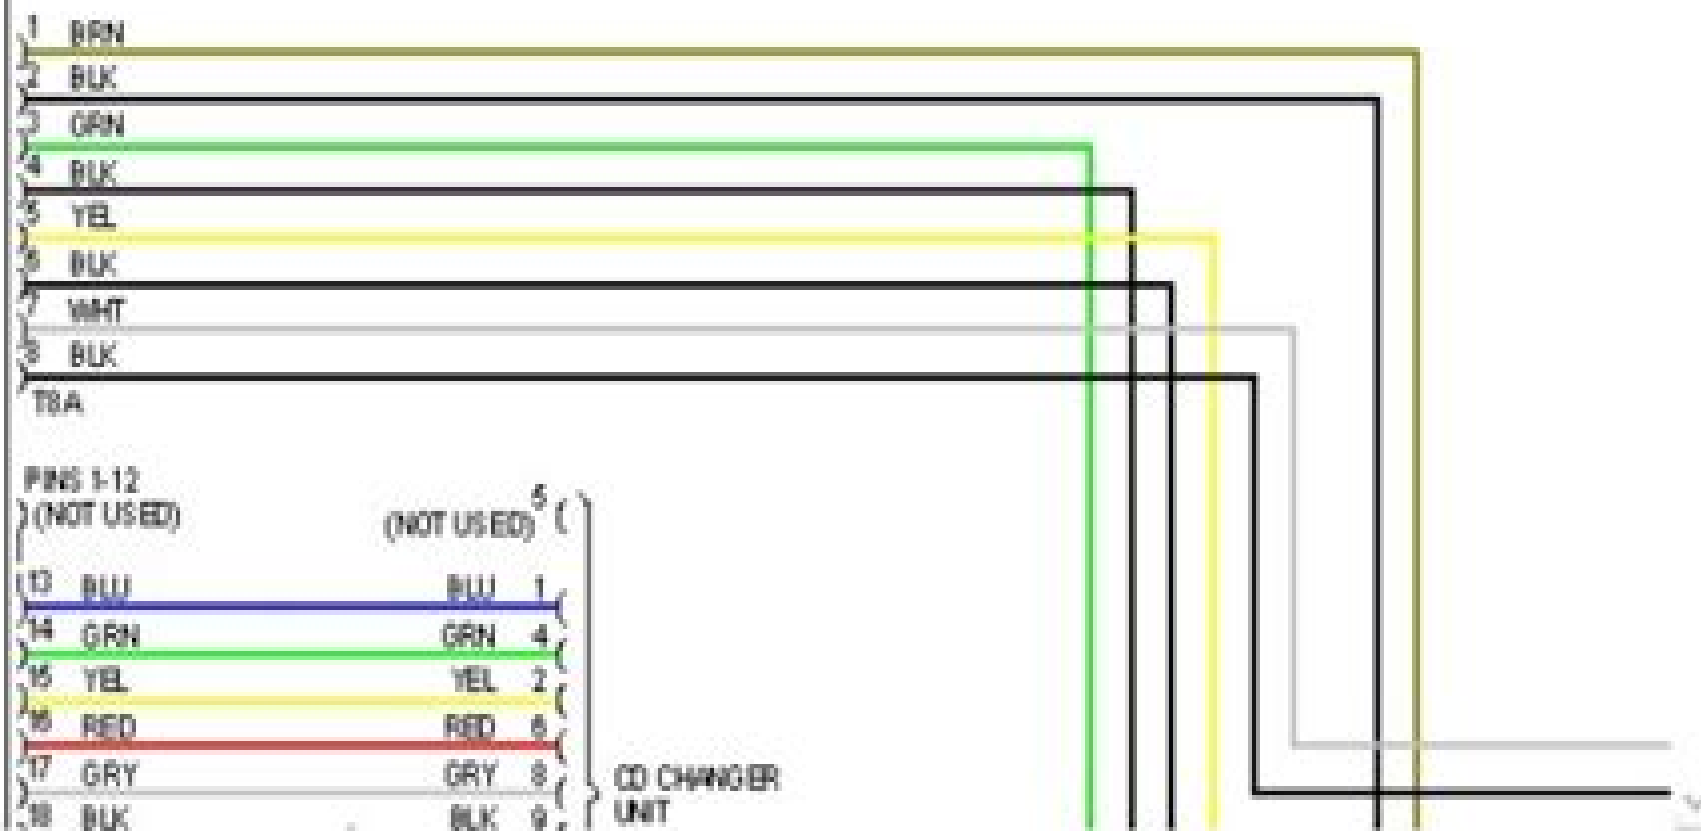 1 BRN
2 BLK
3 GRN
4 BLK
5 YEL
6 BLK
7 WHT
8 BLK
T8A
PINS 1-12
(NOT USED)
(NOT USED) 5
13 BLU BLU 1
14 GRN GRN 4
15 YEL YEL 2
16 RED RED 6
17 GRY GRY 8
18 BLK BLK 9
CD CHANGER
UNIT